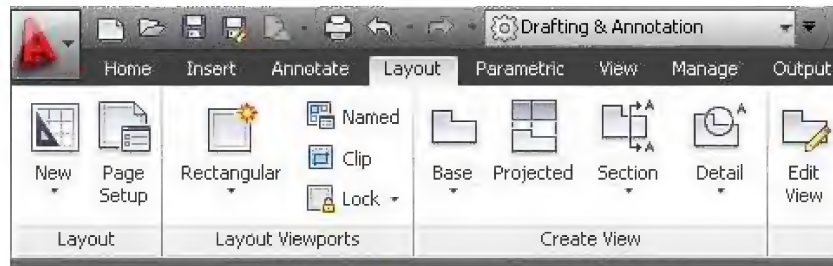 Drafting & Annotation
Home Insert Annotate Layout Parametric View Manage Output
New Page Setup Rectangular Named Clip Lock Base Projected Section Detail Edit View
Layout Layout Viewports Create View